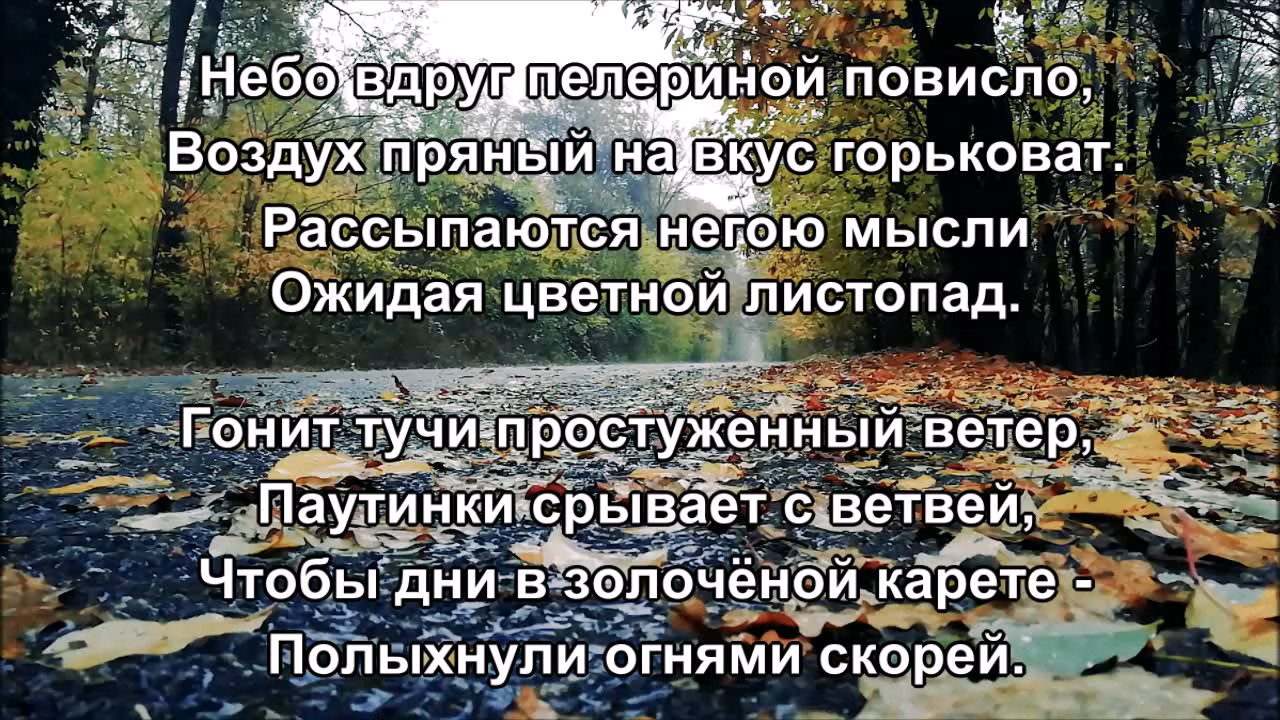 Небо вдруг пелериной повисло,
Воздух пряный на вкус горьковат.
Рассыпаются негою мысли
Ожидая цветной листопад.
Гонит тучи простуженный ветер,
Паутинки срывает с ветвей,
Чтобы дни в золочёной карете -
Полыхнули огнями скорей.